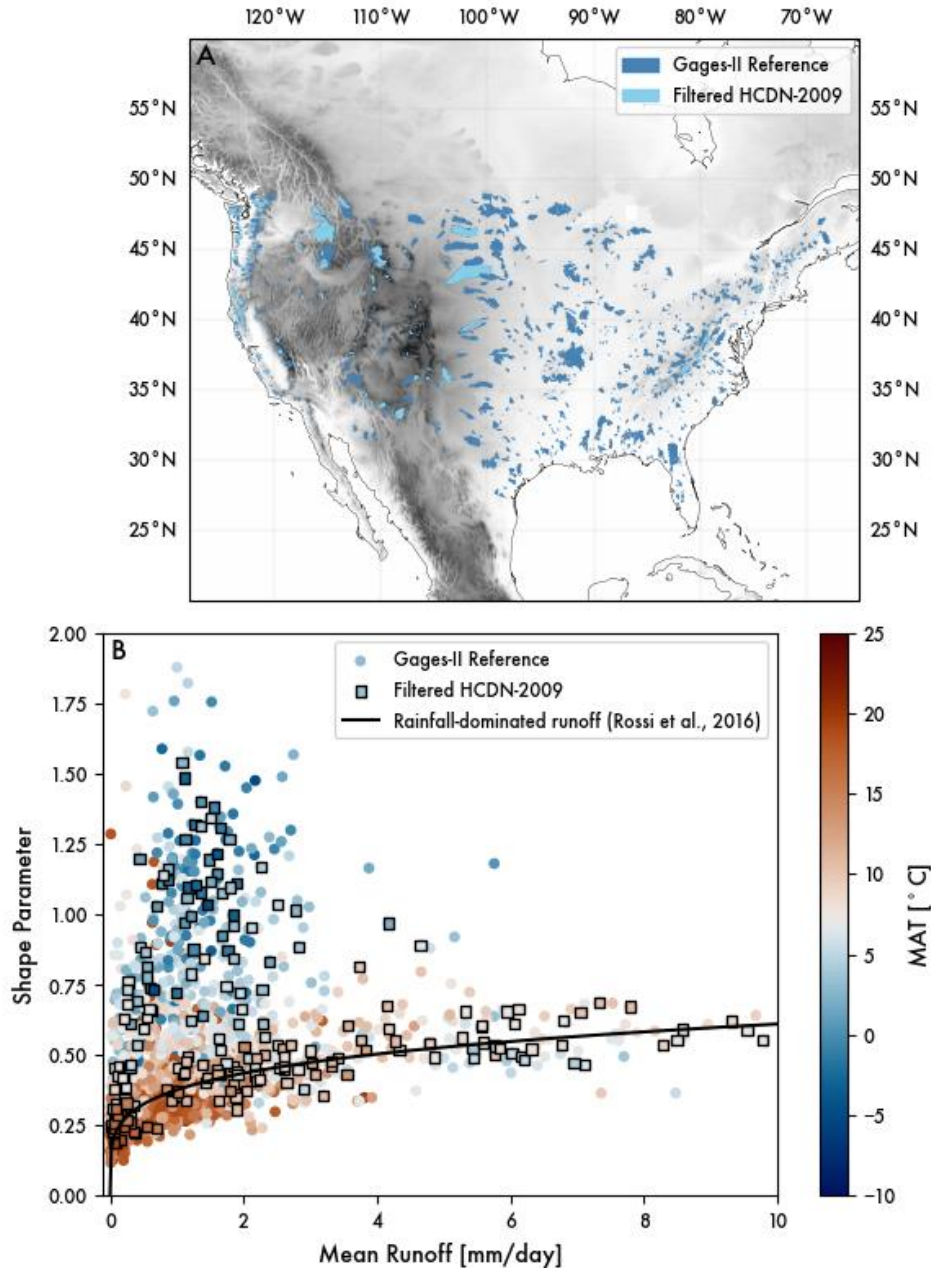 120°W 110°W 100°W 90°W 80°W 70°W
A
Gages-II Reference
Filtered HCDN-2009
55°N 55°N
50°N 50°N
45°N 45°N
40°N 40°N
35°N 35°N
30°N 30°N
25°N 25°N
B
Gages-II Reference
Filtered HCDN-2009
Rainfall-dominated runoff (Rossi et al., 2016)
2.00
1.75
1.50
1.25
1.00
0.75
0.50
0.25
0.00
Shape Parameter
0 2 4 6 8 10
Mean Runoff [mm/day]
25
20
15
10
5
0
−5
−10
MAT [°C]